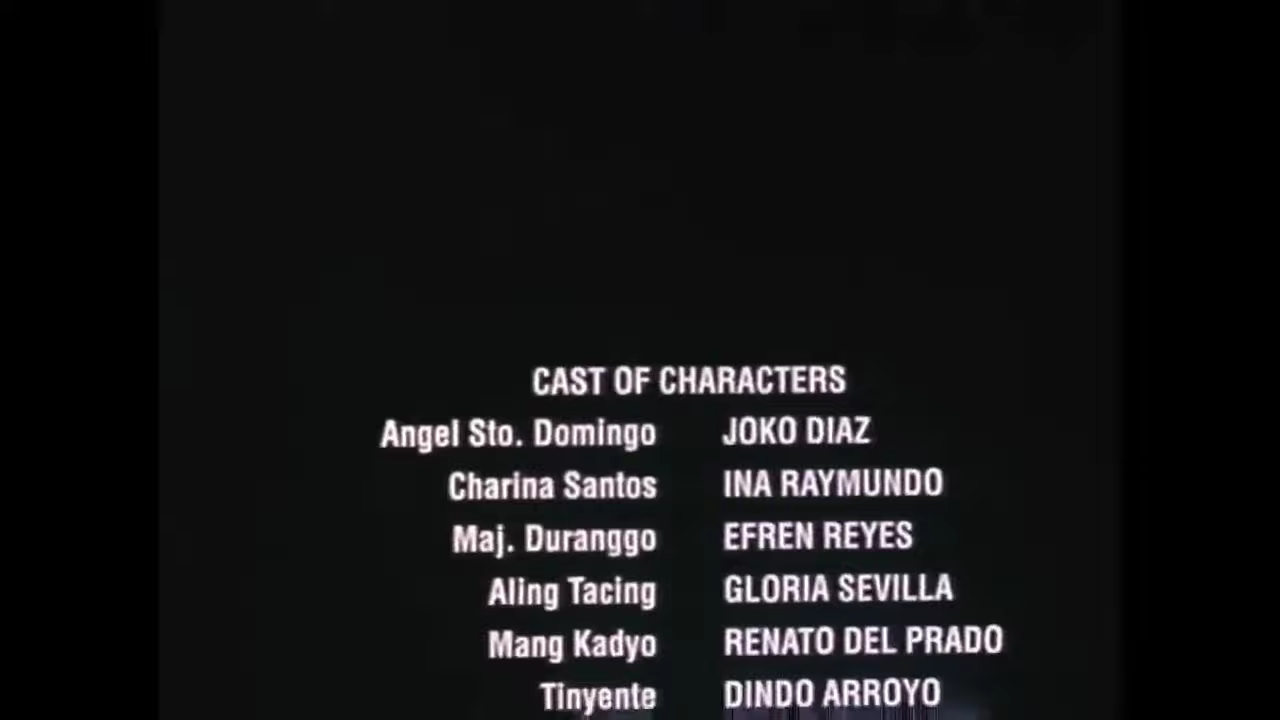 CAST OF CHARACTERS
Angel Sto. Domingo JOKO DIAZ
Charina Santos INA RAYMUNDO
Maj. Duranggo EFREN REYES
Aling Tacing GLORIA SEVILLA
Mang Kadyo RENATO DEL PRADO
Tinyente DINDO ARROYO